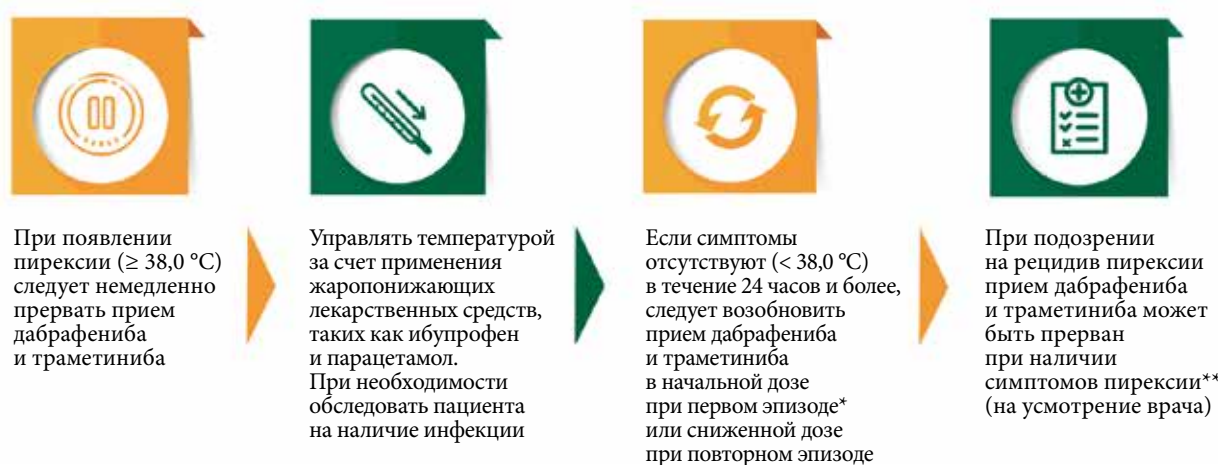 При появлении
пирексии (≥ 38,0 °C)
следует немедленно
прервать прием
дабрафениба
и траметиниба
Управлять температурой
за счет применения
жаропонижающих
лекарственных средств,
таких как ибупрофен
и парацетамол.
При необходимости
обследовать пациента
на наличие инфекции
Если симптомы
отсутствуют (< 38,0 °C)
в течение 24 часов и более,
следует возобновить
прием дабрафениба
и траметиниба
в начальной дозе
при первом эпизоде*
или сниженной дозе
при повторном эпизоде
При подозрении
на рецидив пирексии
прием дабрафениба
и траметиниба может
быть прерван
при наличии
симптомов пирексии**
(на усмотрение врача)